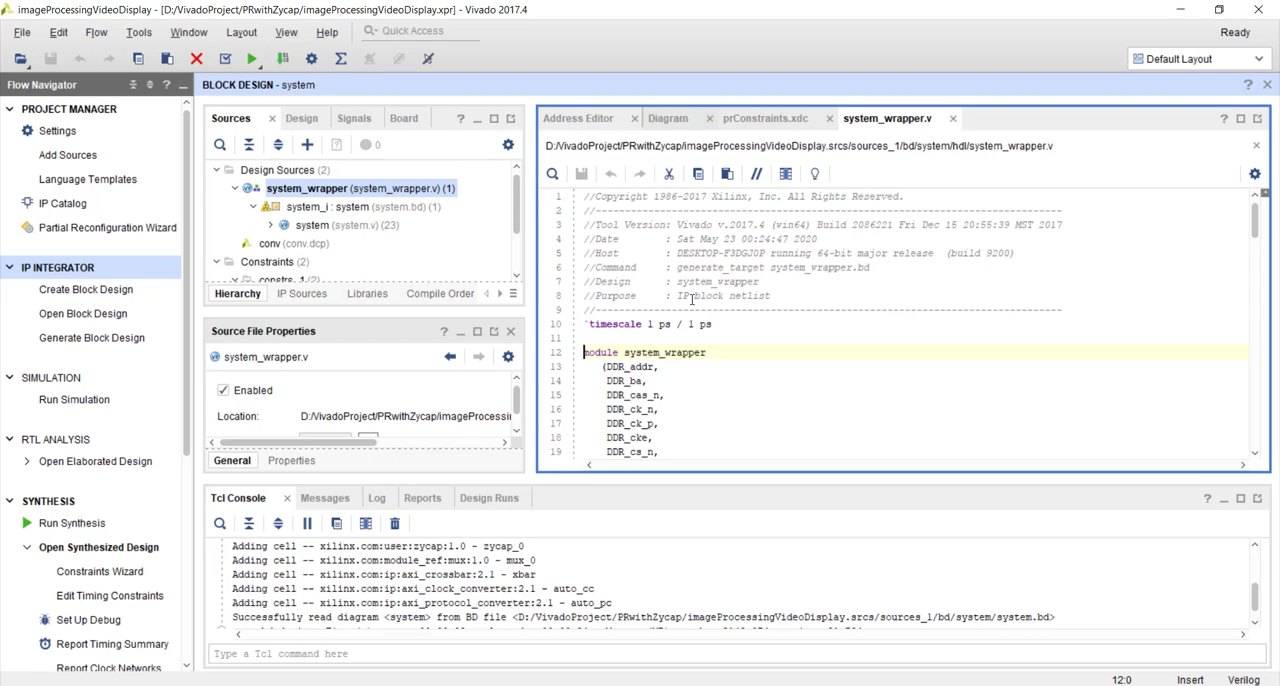 imageProcessingVideoDisplay - [D:/VivadoProject/PRwithZycap/imageProcessingVideoDisplay.xpr] - Vivado 2017.4
File Edit Flow Tools Window Layout View Help Quick Access Ready
Default Layout
Flow Navigator
PROJECT MANAGER
Settings
Add Sources
Language Templates
IP Catalog
Partial Reconfiguration Wizard
IP INTEGRATOR
Create Block Design
Open Block Design
Generate Block Design
SIMULATION
Run Simulation
RTL ANALYSIS
Open Elaborated Design
SYNTHESIS
Run Synthesis
Open Synthesized Design
Constraints Wizard
Edit Timing Constraints
Set Up Debug
Report Timing Summary
Report Clock Networks
BLOCK DESIGN - system
Sources Design Signals Board
0
Design Sources (2)
system_wrapper (system_wrapper.v) (1)
system_i : system (system.bd) (1)
system (system.v) (23)
conv (conv.dcp)
Constraints (2)
constrs_1 (2)
Hierarchy IP Sources Libraries Compile Order
Source File Properties
system_wrapper.v
Enabled
Location: D:/VivadoProject/PRwithZycap/imageProcessin
General Properties
Address Editor Diagram prConstraints.xdc system_wrapper.v
D:/VivadoProject/PRwithZycap/imageProcessingVideoDisplay.srcs/sources_1/bd/system/hdl/system_wrapper.v
1 //Copyright 1986-2017 Xilinx, Inc. All Rights Reserved.
2 //--------------------------------------------------------------------------------
3 //Tool Version: Vivado v.2017.4 (win64) Build 2086221 Fri Dec 15 20:55:39 MST 2017
4 //Date : Sat May 23 00:24:47 2020
5 //Host : DESKTOP-F3DGJ0P running 64-bit major release (build 9200)
6 //Command : generate_target system_wrapper.bd
7 //Design : system_wrapper
8 //Purpose : IP block netlist
9 //--------------------------------------------------------------------------------
10 `timescale 1 ps / 1 ps
11
12 module system_wrapper
13 (DDR_addr,
14 DDR_ba,
15 DDR_cas_n,
16 DDR_ck_n,
17 DDR_ck_p,
18 DDR_cke,
19 DDR_cs_n,
Tcl Console Messages Log Reports Design Runs
Adding cell -- xilinx.com:user:zycap:1.0 - zycap_0
Adding cell -- xilinx.com:module_ref:mux:1.0 - mux_0
Adding cell -- xilinx.com:ip:axi_crossbar:2.1 - xbar
Adding cell -- xilinx.com:ip:axi_clock_converter:2.1 - auto_cc
Adding cell -- xilinx.com:ip:axi_protocol_converter:2.1 - auto_pc
Successfully read diagram <system> from BD file <D:/VivadoProject/PRwithZycap/imageProcessingVideoDisplay.srcs/sources_1/bd/system/system.bd>
Type a Tcl command here
12:0 Insert Verilog